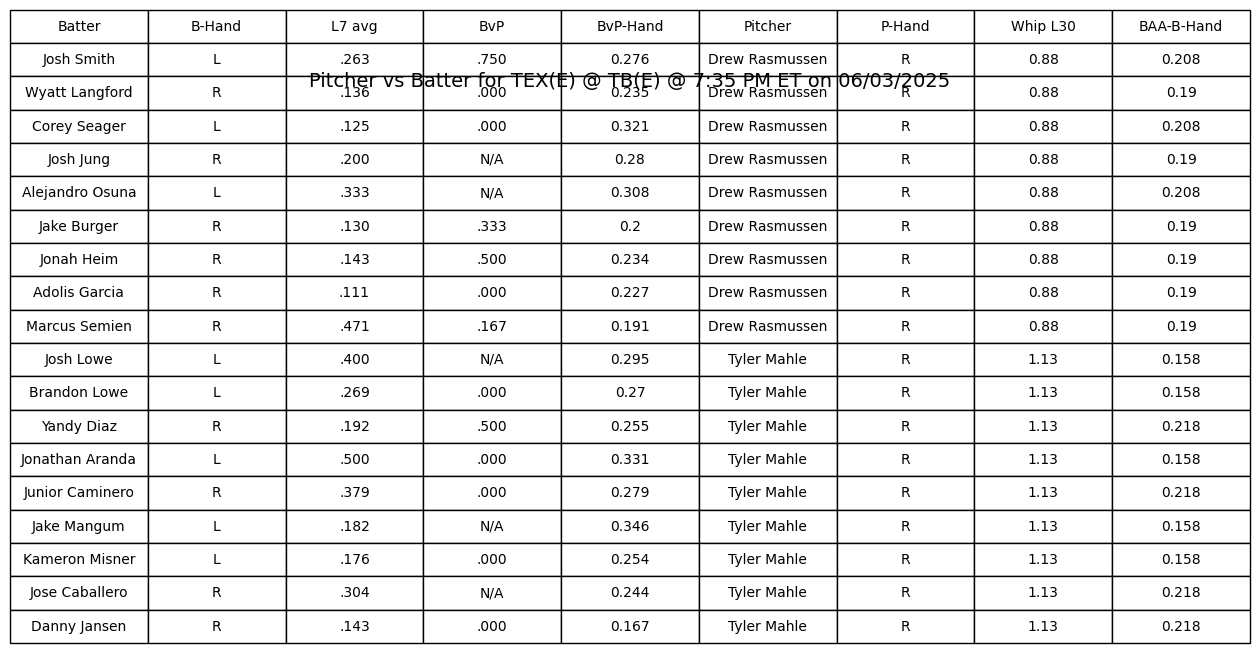 Batter B-Hand L7 avg BvP BvP-Hand Pitcher P-Hand Whip L30 BAA-B-Hand
Josh Smith L .263 .750 0.276 Drew Rasmussen R 0.88 0.208
Pitcher vs Batter for TEX(E) @ TB(E) @ 7:35 PM ET on 06/03/2025
Wyatt Langford R .136 .000 0.235 Drew Rasmussen R 0.88 0.19
Corey Seager L .125 .000 0.321 Drew Rasmussen R 0.88 0.208
Josh Jung R .200 N/A 0.28 Drew Rasmussen R 0.88 0.19
Alejandro Osuna L .333 N/A 0.308 Drew Rasmussen R 0.88 0.208
Jake Burger R .130 .333 0.2 Drew Rasmussen R 0.88 0.19
Jonah Heim R .143 .500 0.234 Drew Rasmussen R 0.88 0.19
Adolis Garcia R .111 .000 0.227 Drew Rasmussen R 0.88 0.19
Marcus Semien R .471 .167 0.191 Drew Rasmussen R 0.88 0.19
Josh Lowe L .400 N/A 0.295 Tyler Mahle R 1.13 0.158
Brandon Lowe L .269 .000 0.27 Tyler Mahle R 1.13 0.158
Yandy Diaz R .192 .500 0.255 Tyler Mahle R 1.13 0.218
Jonathan Aranda L .500 .000 0.331 Tyler Mahle R 1.13 0.158
Junior Caminero R .379 .000 0.279 Tyler Mahle R 1.13 0.218
Jake Mangum L .182 N/A 0.346 Tyler Mahle R 1.13 0.158
Kameron Misner L .176 .000 0.254 Tyler Mahle R 1.13 0.158
Jose Caballero R .304 N/A 0.244 Tyler Mahle R 1.13 0.218
Danny Jansen R .143 .000 0.167 Tyler Mahle R 1.13 0.218